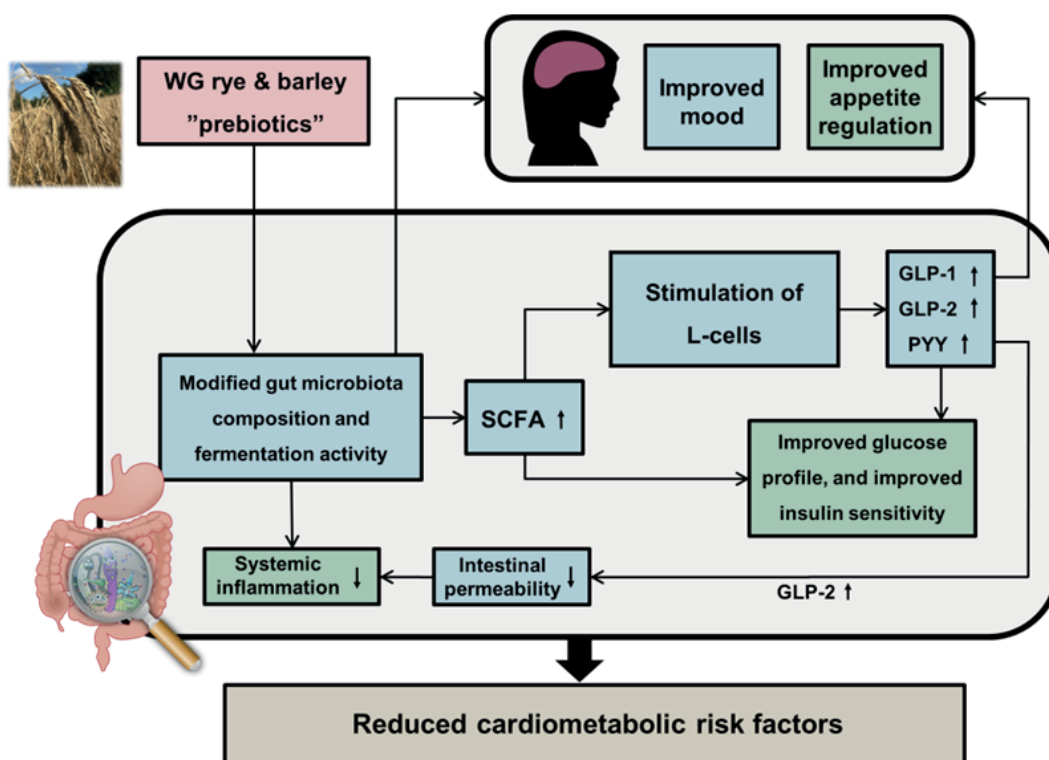 WG rye & barley
”prebiotics”
Improved
mood
Improved
appetite
regulation
Stimulation of
L-cells
GLP-1 ↑
GLP-2 ↑
PYY ↑
Modified gut microbiota
composition and
fermentation activity
SCFA ↑
Improved glucose
profile, and improved
insulin sensitivity
Systemic
inflammation ↓
Intestinal
permeability ↓
GLP-2 ↑
Reduced cardiometabolic risk factors